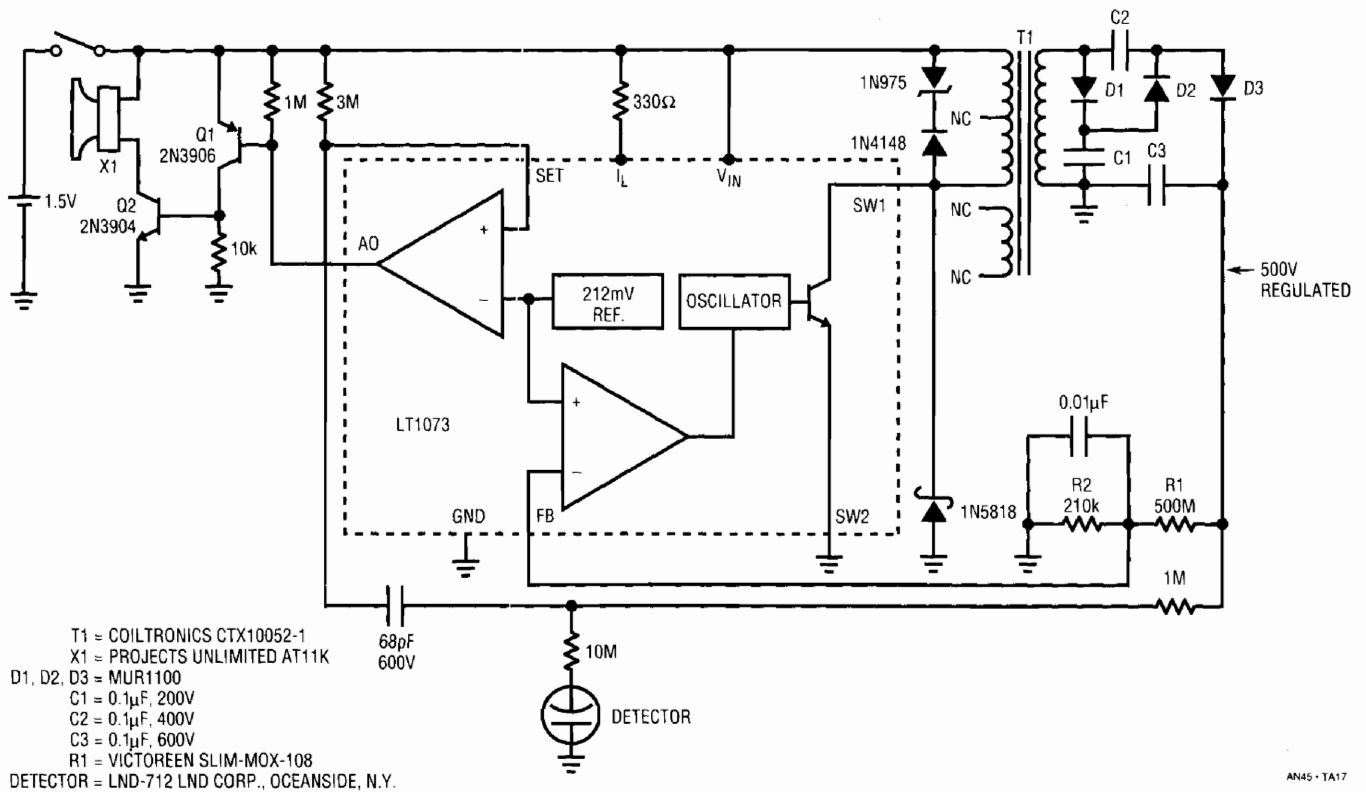 C2
T1
1N975
D1
D2
D3
1M
3M
330Ω
NC
Q1
2N3906
1N4148
C1
C3
X1
SET
IL
VIN
1.5V
Q2
2N3904
SW1
NC
10k
AO
+
−
212mV
REF.
OSCILLATOR
NC
500V
REGULATED
0.01µF
+
LT1073
−
R2
210k
R1
500M
GND
FB
SW2
1N5818
1M
68pF
600V
10M
DETECTOR
T1 = COILTRONICS CTX10052-1
X1 = PROJECTS UNLIMITED AT11K
D1, D2, D3 = MUR1100
C1 = 0.1µF, 200V
C2 = 0.1µF, 400V
C3 = 0.1µF, 600V
R1 = VICTOREEN SLIM-MOX-108
DETECTOR = LND-712 LND CORP., OCEANSIDE, N.Y.
AN45 • TA17